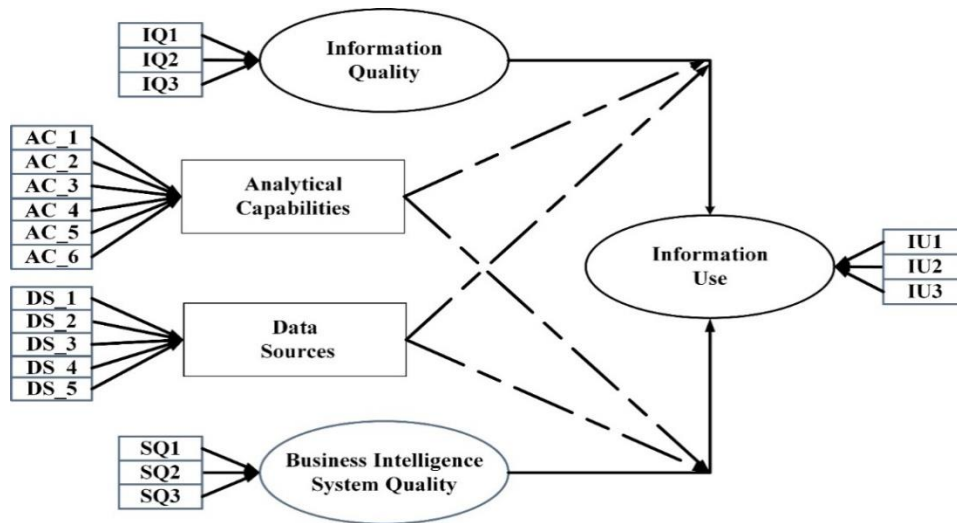 IQ1
IQ2
IQ3
Information
Quality
AC_1
AC_2
AC_3
AC_4
AC_5
AC_6
Analytical
Capabilities
DS_1
DS_2
DS_3
DS_4
DS_5
Data
Sources
SQ1
SQ2
SQ3
Business Intelligence
System Quality
Information
Use
IU1
IU2
IU3